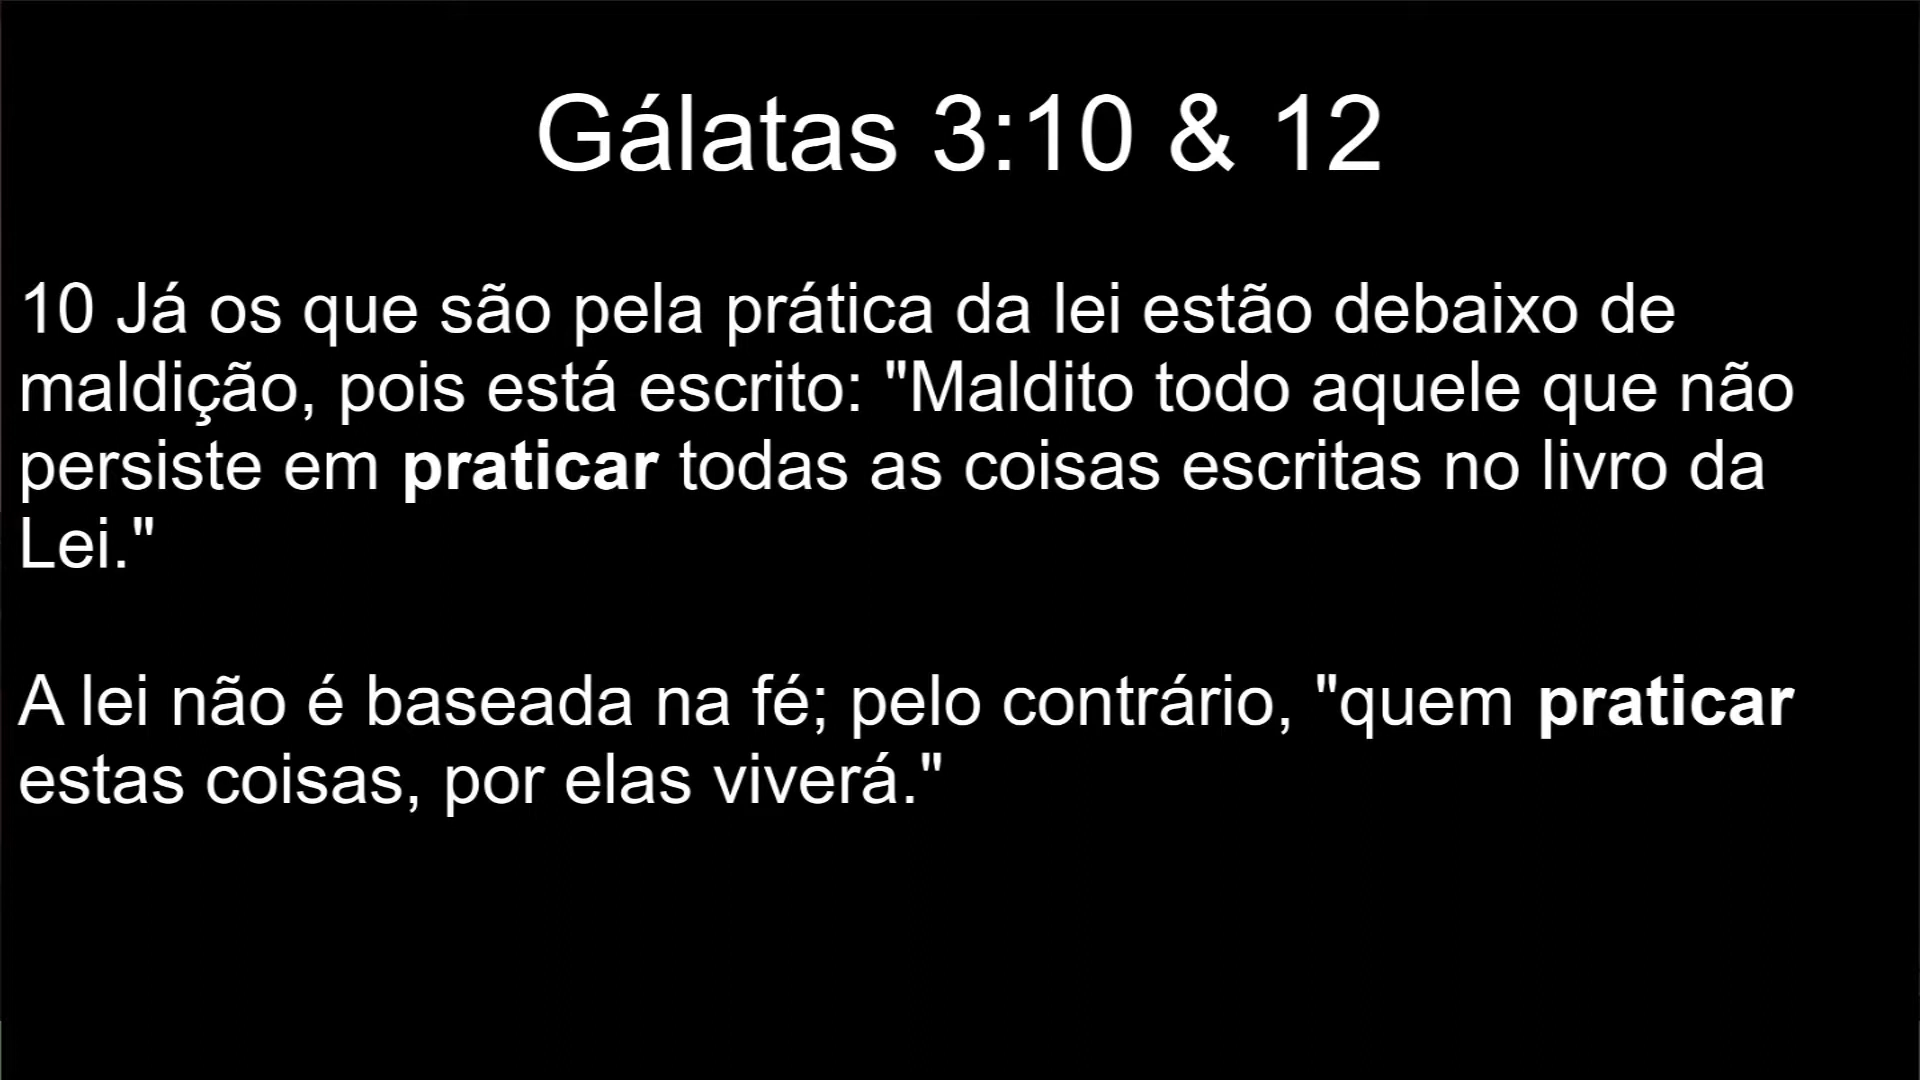 Gálatas 3:10 & 12
10 Já os que são pela prática da lei estão debaixo de
maldição, pois está escrito: "Maldito todo aquele que não
persiste em praticar todas as coisas escritas no livro da
Lei."
A lei não é baseada na fé; pelo contrário, "quem praticar
estas coisas, por elas viverá."